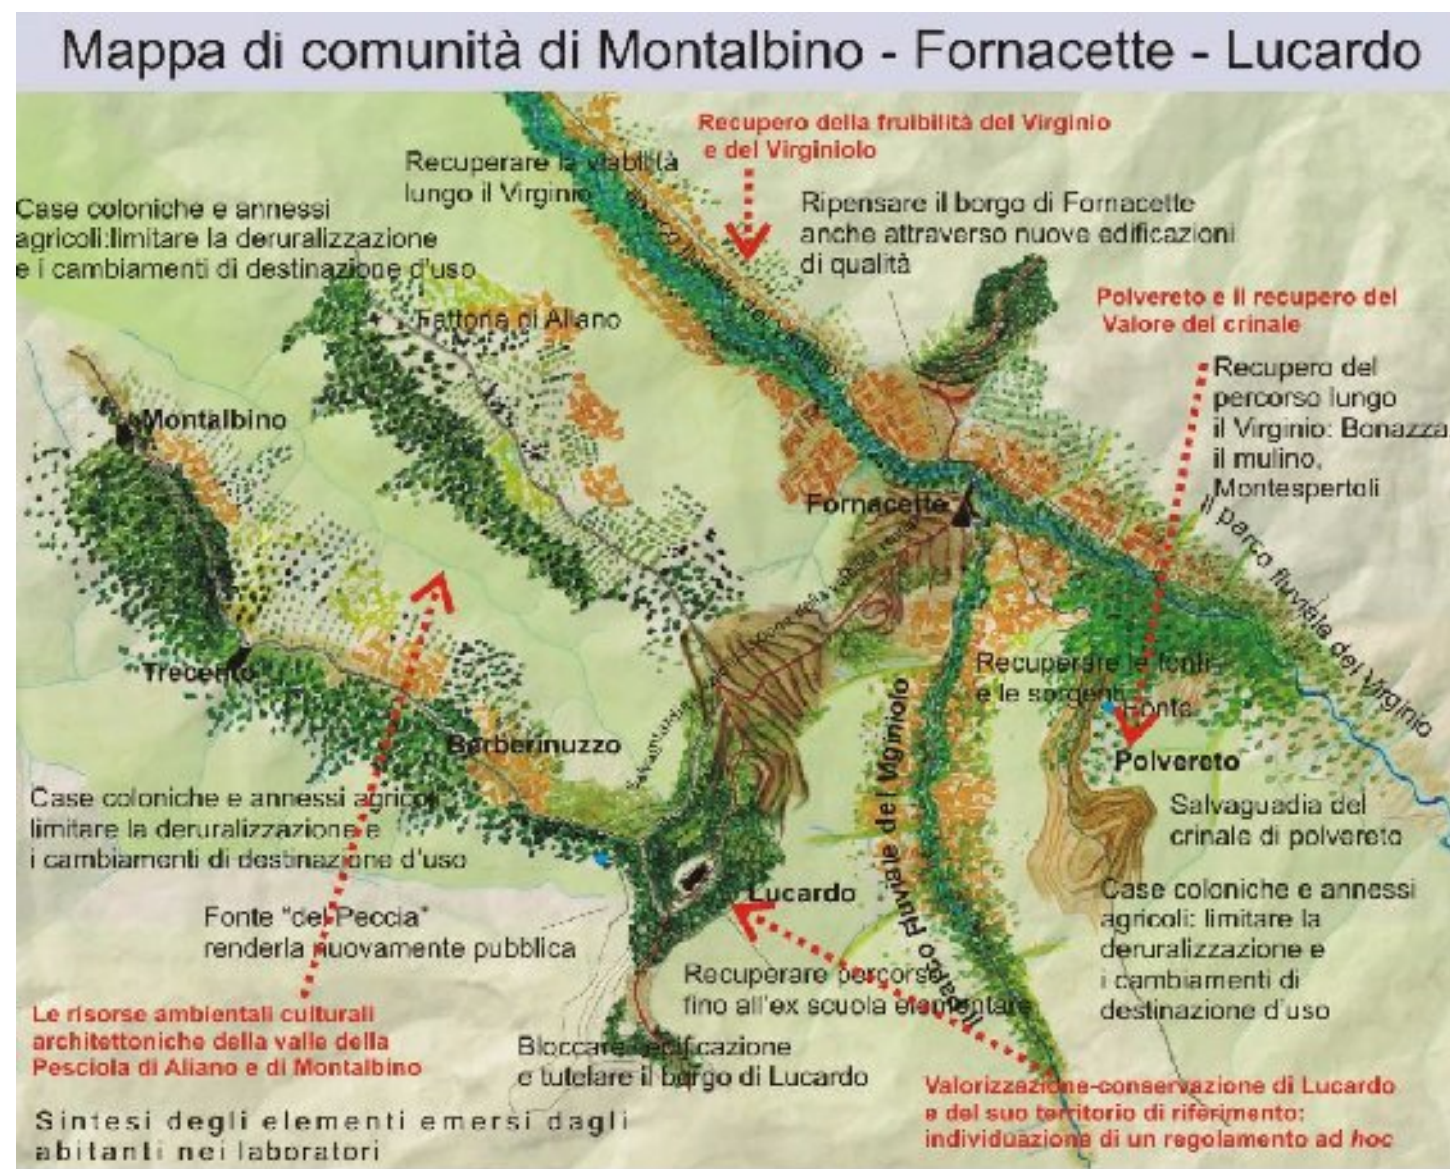 Mappa di comunità di Montalbino - Fornacette - Lucardo
Recupero della fruibilità del Virginio
e del Virginiolo
Recuperare la viabilità
lungo il Virginio
Ripensare il borgo di Fornacette
anche attraverso nuove edificazioni
di qualità
Case coloniche e annessi
agricoli:limitare la deruralizzazione
e i cambiamenti di destinazione d'uso
Fattoria di Aliano
Polvereto e il recupero del
Valore del crinale
Recupero del
percorso lungo
il Virginio: Bonazza
il mulino,
Montespertoli
Montalbino
Fornacette
Il parco fluviale del Virginio
Trecento
Recuperare le fonti
e le sorgenti
Fonte
Barberinuzzo
Polvereto
Case coloniche e annessi agricoli
limitare la deruralizzazione e
i cambiamenti di destinazione d'uso
Salvaguadia del
crinale di polvereto
Il Parco Fluviale del Virginiolo
Lucardo
Case coloniche e annessi
agricoli: limitare la
deruralizzazione e
i cambiamenti di
destinazione d'uso
Fonte "del Peccia"
renderla nuovamente pubblica
Recuperare percorso
fino all'ex scuola elementare
Le risorse ambientali culturali
architettoniche della valle della
Pesciola di Aliano e di Montalbino
Bloccare edificazione
e tutelare il borgo di Lucardo
Valorizzazione-conservazione di Lucardo
e del suo territorio di riferimento:
individuazione di un regolamento ad hoc
Sintesi degli elementi emersi dagli
abitanti nei laboratori